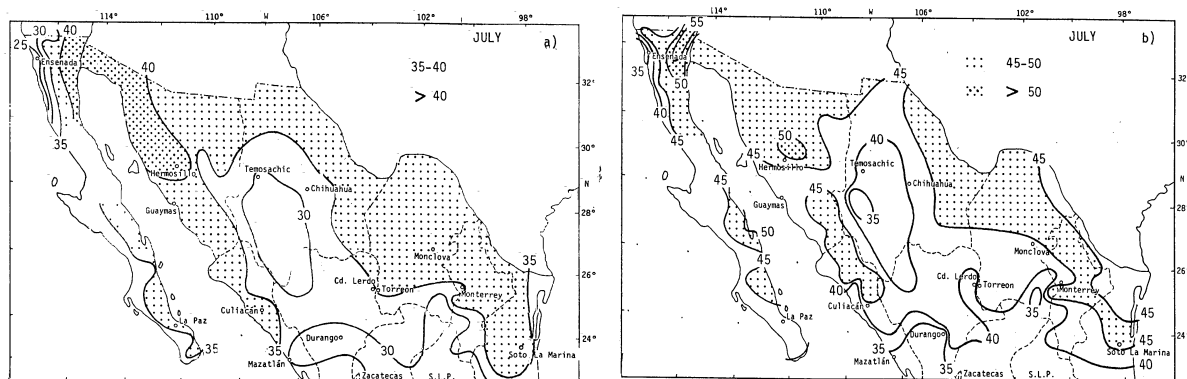 114° 110° W 106° 102° 98°
JULY a)
30 40
25
Ensenada
40
35-40
> 40
32°
35
30°
Hermosillo
Temosachic
Chihuahua
N
30
Guaymas
28°
Monclova
35
26°
Cd. Lerdo
Torreon
Monterrey
Culiacán
La Paz
35
35
Durango
30
24°
Mazatlán
Soto La Marina
Zacatecas
S.L.P.
114° 110° W 106° 102° 98°
JULY b)
55
Ensenada
35
50
45
45-50
> 50
32°
40
45
50
40
45
30°
45
Hermosillo
Temosachic
45
Chihuahua
N
45
45
Guaymas
35
28°
50
Monclova
45
26°
Cd. Lerdo
Torreon
Monterrey
40
35
Culiacán
La Paz
45
35
Durango
40
24°
45
Soto La Marina
Mazatlán
40
35
Zacatecas
S.L.P.